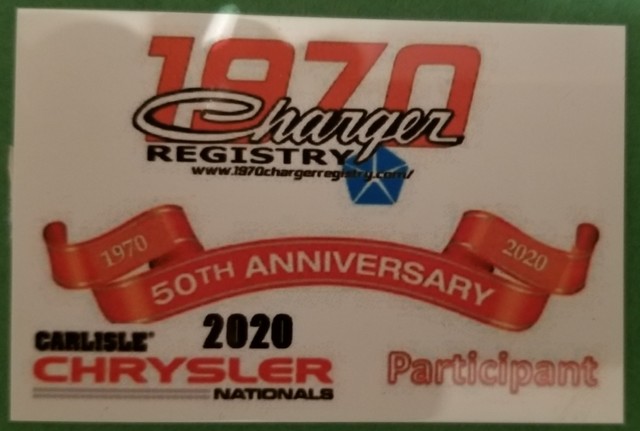 1970
Charger
REGISTRY
www.1970chargerregistry.com/
1970
50TH ANNIVERSARY
2020
CARLISLE®
2020
CHRYSLER
NATIONALS
Participant